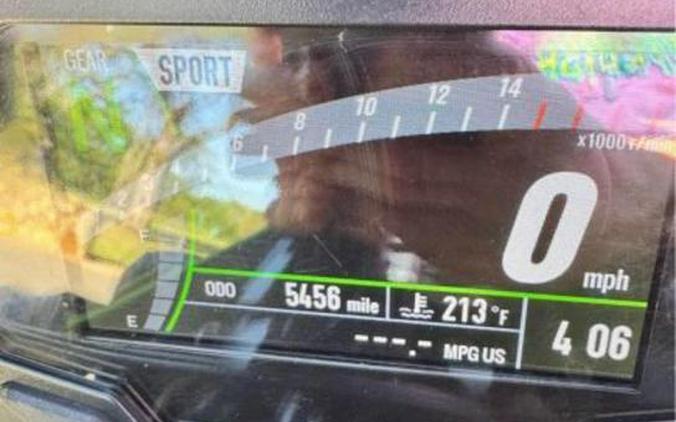 GEAR
SPORT
6 8 10 12 14
x1000r/min
0 mph
F
ODO 5456 mile 213°F
E
---.- MPG US
4 06